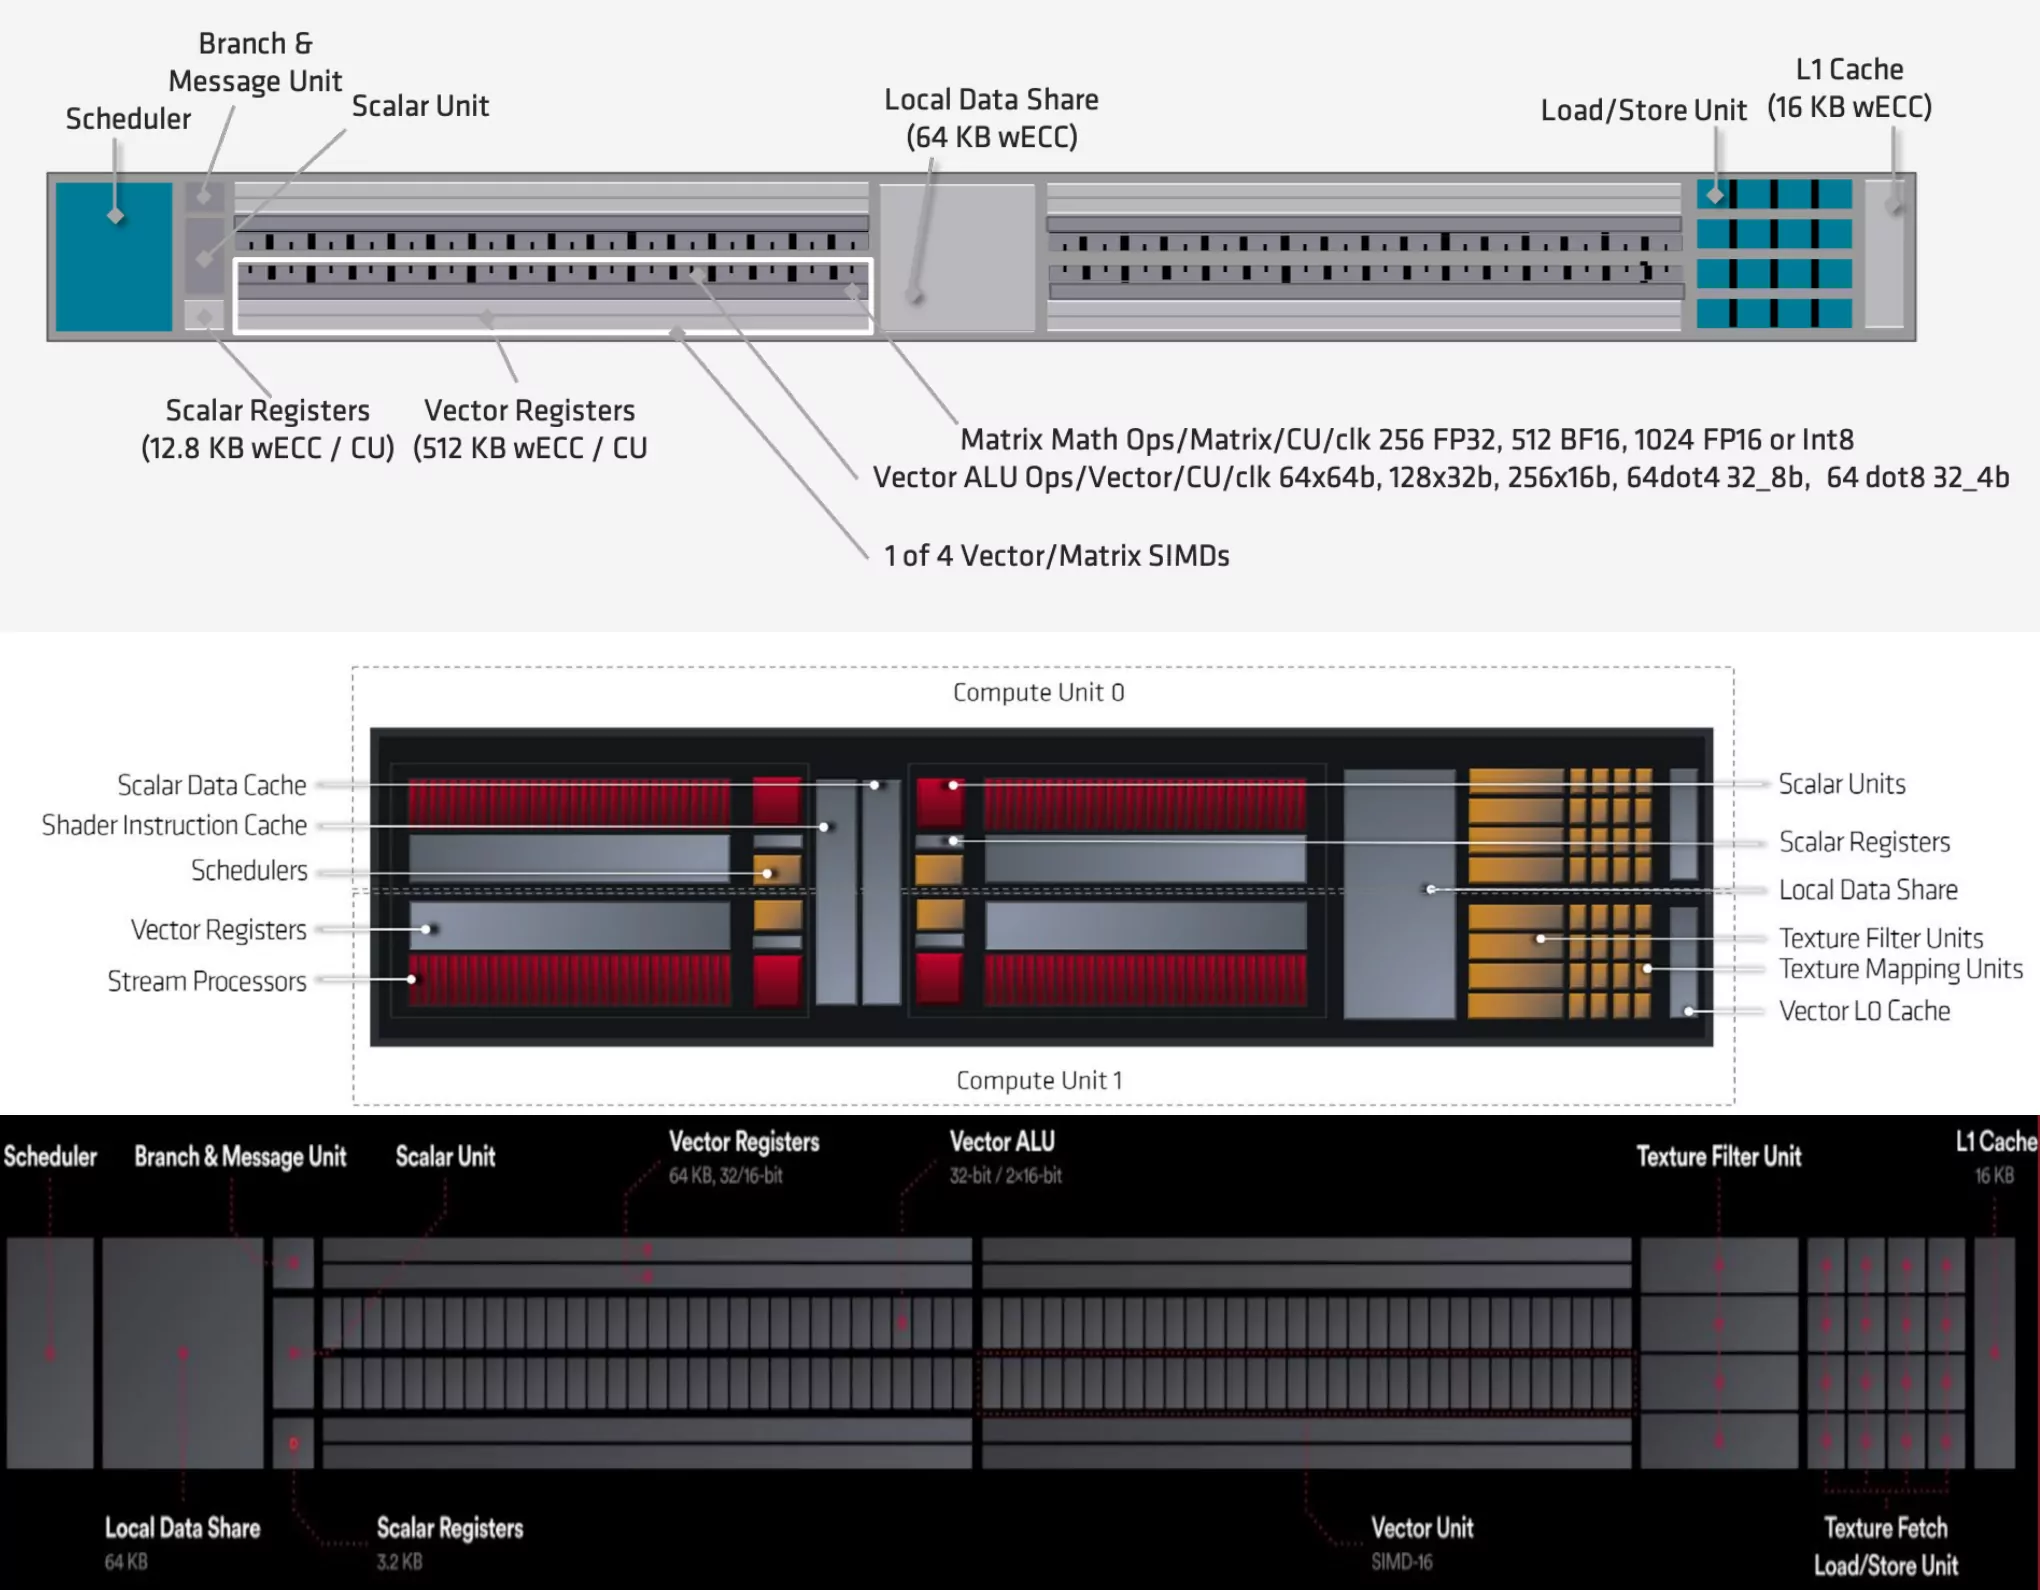 Branch &
Message Unit
Scheduler
Scalar Unit
Local Data Share
(64 KB wECC)
Load/Store Unit
L1 Cache
(16 KB wECC)
Scalar Registers
(12.8 KB wECC / CU)
Vector Registers
(512 KB wECC / CU
Matrix Math Ops/Matrix/CU/clk 256 FP32, 512 BF16, 1024 FP16 or Int8
Vector ALU Ops/Vector/CU/clk 64x64b, 128x32b, 256x16b, 64dot4 32_8b, 64 dot8 32_4b
1 of 4 Vector/Matrix SIMDs
Compute Unit 0
Scalar Data Cache
Shader Instruction Cache
Schedulers
Vector Registers
Stream Processors
Scalar Units
Scalar Registers
Local Data Share
Texture Filter Units
Texture Mapping Units
Vector L0 Cache
Compute Unit 1
Scheduler
Branch & Message Unit
Scalar Unit
Vector Registers
64 KB, 32/16-bit
Vector ALU
32-bit / 2x16-bit
Texture Filter Unit
L1 Cache
16 KB
Local Data Share
64 KB
Scalar Registers
3.2 KB
Vector Unit
SIMD-16
Texture Fetch
Load/Store Unit